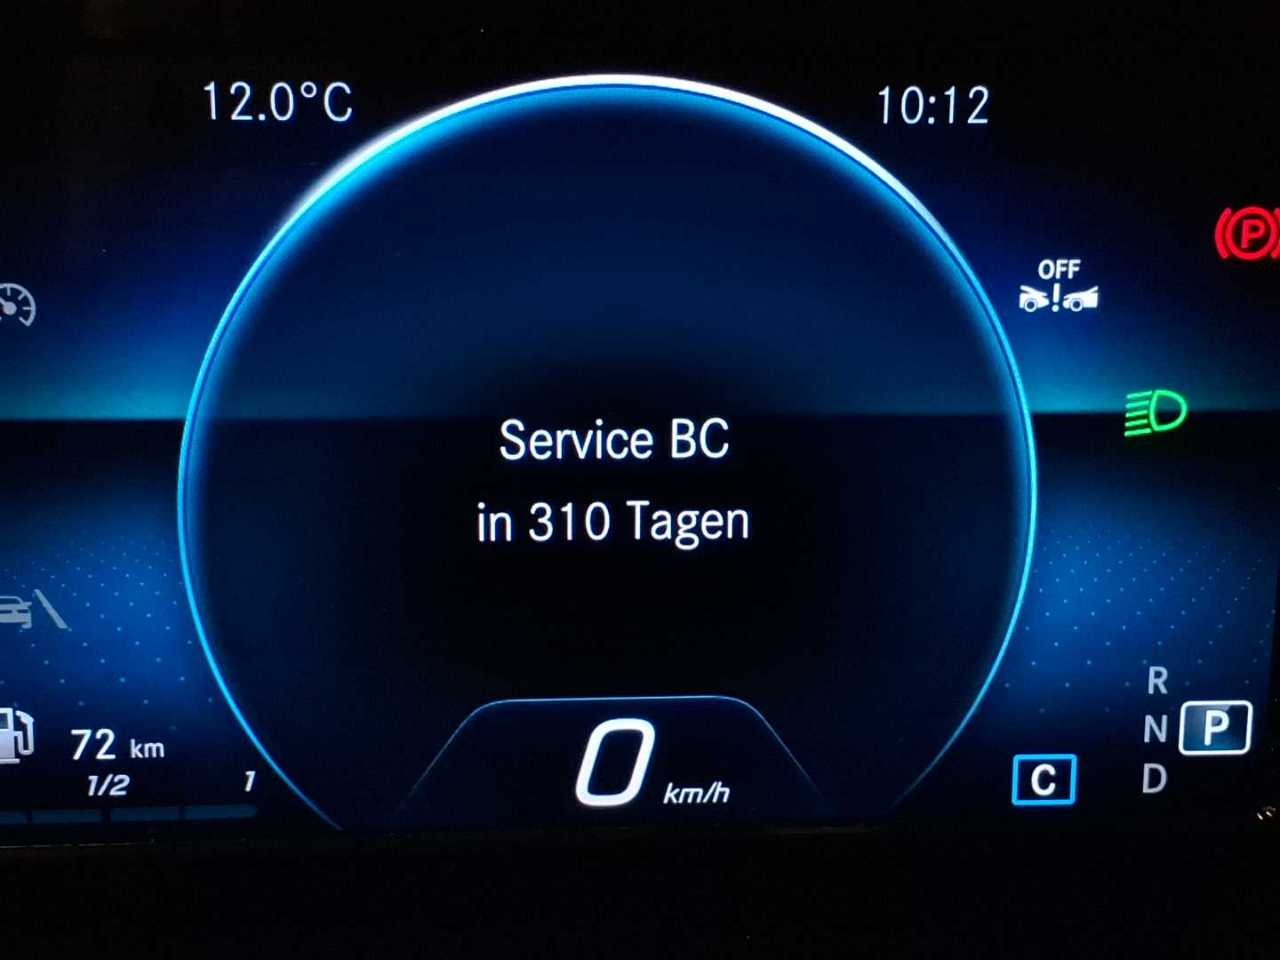 12.0°C
10:12
P
OFF
Service BC
in 310 Tagen
R
72 km
N
P
1/2
1
0 km/h
C
D